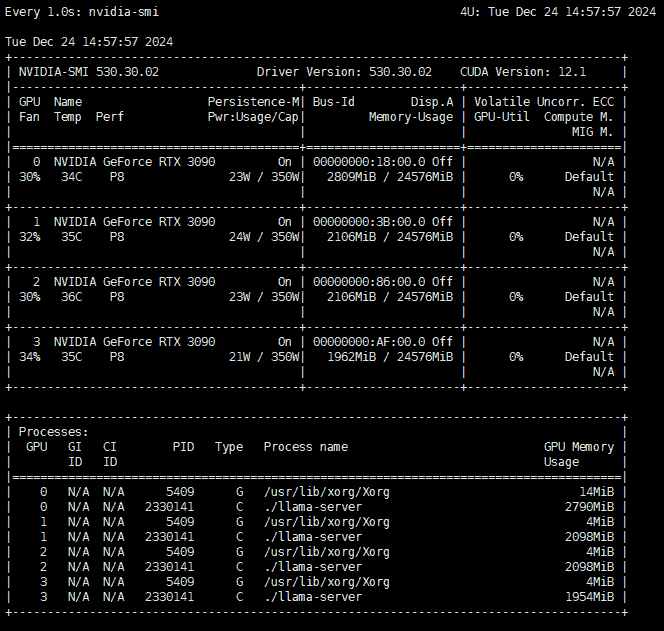 Every 1.0s: nvidia-smi                                           4U: Tue Dec 24 14:57:57 2024

Tue Dec 24 14:57:57 2024
+---------------------------------------------------------------------------------------+
| NVIDIA-SMI 530.30.02              Driver Version: 530.30.02    CUDA Version: 12.1     |
|-----------------------------------------+----------------------+----------------------+
| GPU  Name                  Persistence-M| Bus-Id        Disp.A | Volatile Uncorr. ECC |
| Fan  Temp  Perf            Pwr:Usage/Cap|         Memory-Usage | GPU-Util  Compute M. |
|                                         |                      |               MIG M. |
|=========================================+======================+======================|
|   0  NVIDIA GeForce RTX 3090         On | 00000000:18:00.0 Off |                  N/A |
| 30%   34C    P8               23W / 350W|   2809MiB / 24576MiB |      0%      Default |
|                                         |                      |                  N/A |
+-----------------------------------------+----------------------+----------------------+
|   1  NVIDIA GeForce RTX 3090         On | 00000000:3B:00.0 Off |                  N/A |
| 32%   35C    P8               24W / 350W|   2106MiB / 24576MiB |      0%      Default |
|                                         |                      |                  N/A |
+-----------------------------------------+----------------------+----------------------+
|   2  NVIDIA GeForce RTX 3090         On | 00000000:86:00.0 Off |                  N/A |
| 30%   36C    P8               23W / 350W|   2106MiB / 24576MiB |      0%      Default |
|                                         |                      |                  N/A |
+-----------------------------------------+----------------------+----------------------+
|   3  NVIDIA GeForce RTX 3090         On | 00000000:AF:00.0 Off |                  N/A |
| 34%   35C    P8               21W / 350W|   1962MiB / 24576MiB |      0%      Default |
|                                         |                      |                  N/A |
+-----------------------------------------+----------------------+----------------------+

+---------------------------------------------------------------------------------------+
| Processes:                                                                            |
|  GPU   GI   CI        PID   Type   Process name                            GPU Memory |
|        ID   ID                                                             Usage      |
|=======================================================================================|
|    0   N/A  N/A      5409      G   /usr/lib/xorg/Xorg                           14MiB |
|    0   N/A  N/A   2330141      C   ./llama-server                             2790MiB |
|    1   N/A  N/A      5409      G   /usr/lib/xorg/Xorg                            4MiB |
|    1   N/A  N/A   2330141      C   ./llama-server                             2098MiB |
|    2   N/A  N/A      5409      G   /usr/lib/xorg/Xorg                            4MiB |
|    2   N/A  N/A   2330141      C   ./llama-server                             2098MiB |
|    3   N/A  N/A      5409      G   /usr/lib/xorg/Xorg                            4MiB |
|    3   N/A  N/A   2330141      C   ./llama-server                             1954MiB |
+---------------------------------------------------------------------------------------+